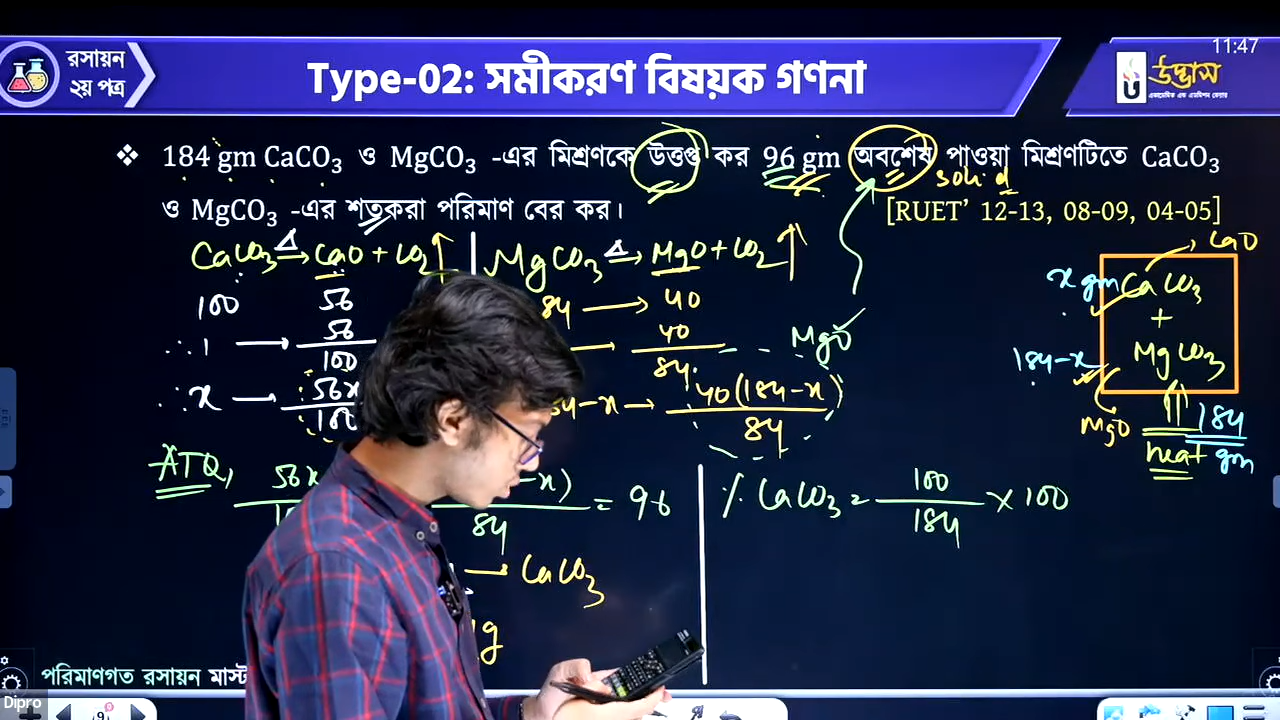 11:47
রসায়ন
২য় পত্র
Type-02: সমীকরণ বিষয়ক গণনা
উদ্ভাস
❖ 184 gm CaCO₃ ও MgCO₃ -এর মিশ্রণকে উত্তপ্ত কর 96 gm অবশেষ পাওয়া মিশ্রণটিতে CaCO₃
solid
ও MgCO₃ -এর শতকরা পরিমাণ বের কর।
[RUET' 12-13, 08-09, 04-05]
CaCO₃ ⟶ CaO + CO₂↑ | MgCO₃ ⟶ MgO + CO₂↑
Δ Δ
100 56 84 ⟶ 40
∴ 1 ⟶ 56/100 ⟶ 40/84
∴ x ⟶ 56x/100 84-x ⟶ 40(184-x)/84
MgO
CaO
x gm CaCO₃
+
184-x MgCO₃
MgO
heat 184 gm
ATQ, 56x -x)/84 = 96
% CaCO₃ = 100/184 × 100
⟶ CaCO₃
g
পরিমাণগত রসায়ন
Dipro